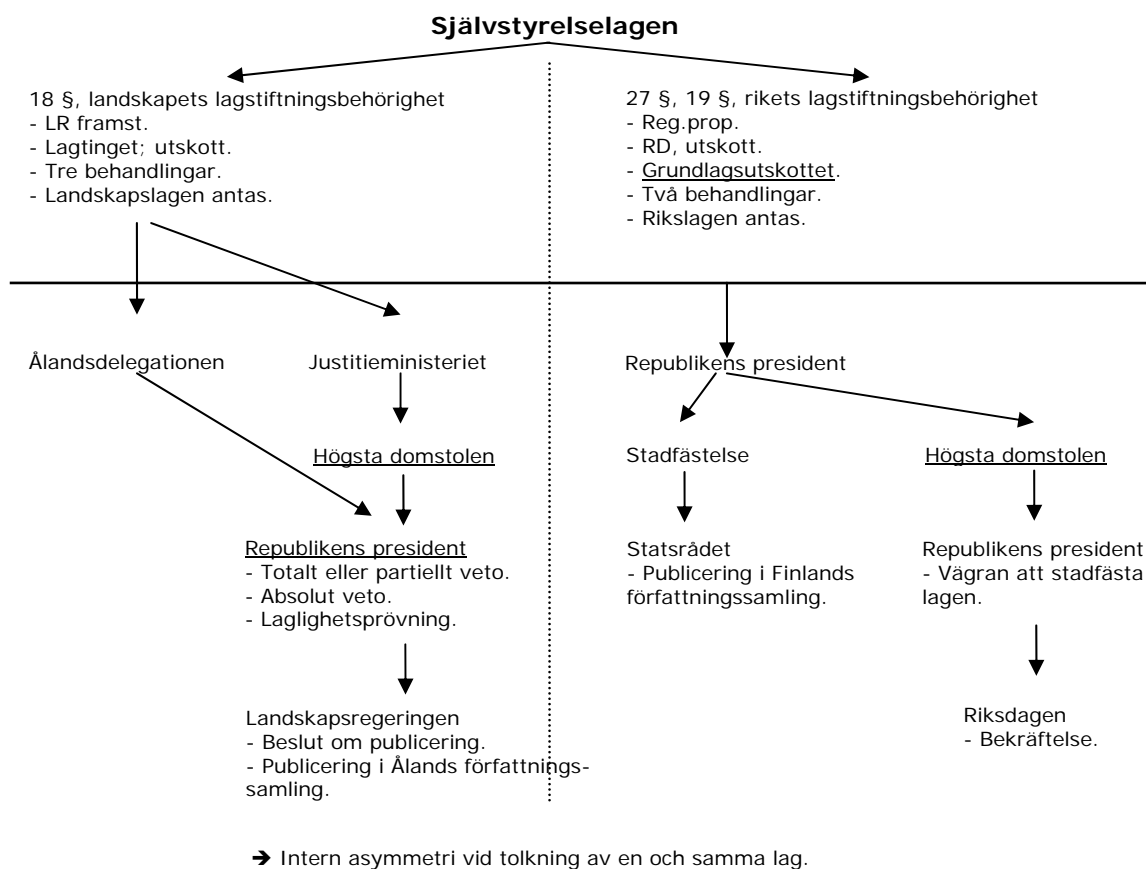 Självstyrelselagen
18 §, landskapets lagstiftningsbehörighet
- LR framst.
- Lagtinget; utskott.
- Tre behandlingar.
- Landskapslagen antas.
27 §, 19 §, rikets lagstiftningsbehörighet
- Reg.prop.
- RD, utskott.
- Grundlagsutskottet.
- Två behandlingar.
- Rikslagen antas.
Ålandsdelegationen
Justitieministeriet
Högsta domstolen
Republikens president
- Totalt eller partiellt veto.
- Absolut veto.
- Laglighetsprövning.
Landskapsregeringen
- Beslut om publicering.
- Publicering i Ålands författnings-
samling.
Republikens president
Stadfästelse
Statsrådet
- Publicering i Finlands
författningssamling.
Högsta domstolen
Republikens president
- Vägran att stadfästa
lagen.
Riksdagen
- Bekräftelse.
➔ Intern asymmetri vid tolkning av en och samma lag.